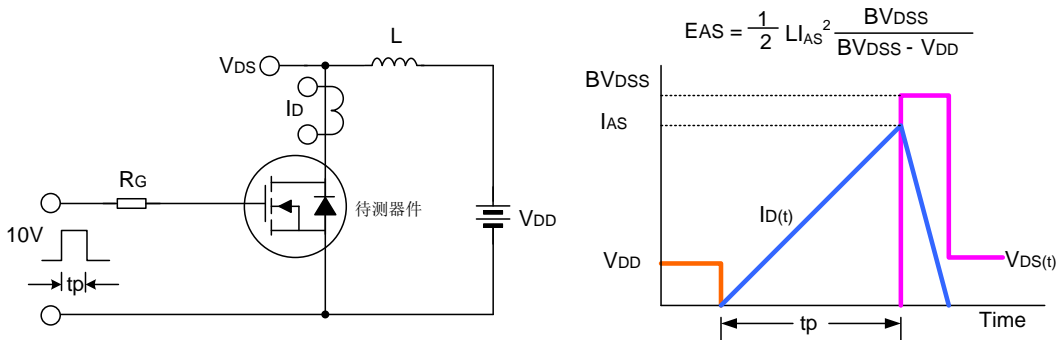 VDS
L
ID
RG
待测器件
10V
tp
VDD
EAS = 1/2 LIAS² BVDSS / (BVDSS - VDD)
BVDSS
IAS
ID(t)
VDD
VDS(t)
tp
Time